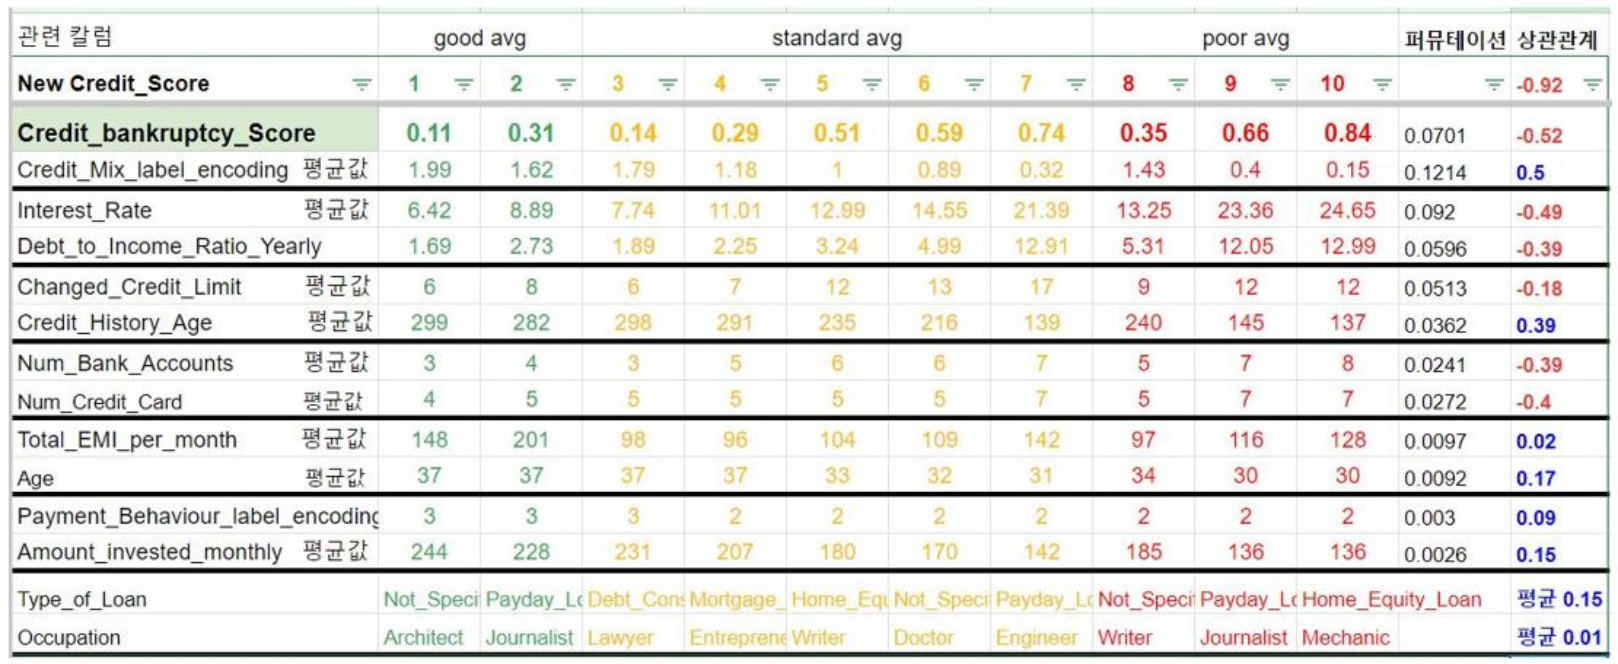 관련 칼럼 good avg standard avg poor avg 퍼뮤테이션 상관관계
New Credit_Score 1 2 3 4 5 6 7 8 9 10 -0.92
Credit_bankruptcy_Score 0.11 0.31 0.14 0.29 0.51 0.59 0.74 0.35 0.66 0.84 0.0701 -0.52
Credit_Mix_label_encoding 평균값 1.99 1.62 1.79 1.18 1 0.89 0.32 1.43 0.4 0.15 0.1214 0.5
Interest_Rate 평균값 6.42 8.89 7.74 11.01 12.99 14.55 21.39 13.25 23.36 24.65 0.092 -0.49
Debt_to_Income_Ratio_Yearly 1.69 2.73 1.89 2.25 3.24 4.99 12.91 5.31 12.05 12.99 0.0596 -0.39
Changed_Credit_Limit 평균값 6 8 6 7 12 13 17 9 12 12 0.0513 -0.18
Credit_History_Age 평균값 299 282 298 291 235 216 139 240 145 137 0.0362 0.39
Num_Bank_Accounts 평균값 3 4 3 5 6 6 7 5 7 8 0.0241 -0.39
Num_Credit_Card 평균값 4 5 5 5 5 5 7 5 7 7 0.0272 -0.4
Total_EMI_per_month 평균값 148 201 98 96 104 109 142 97 116 128 0.0097 0.02
Age 평균값 37 37 37 37 33 32 31 34 30 30 0.0092 0.17
Payment_Behaviour_label_encoding 3 3 3 2 2 2 2 2 2 2 0.003 0.09
Amount_invested_monthly 평균값 244 228 231 207 180 170 142 185 136 136 0.0026 0.15
Type_of_Loan Not_Speci Payday_Lo Debt_Cons Mortgage_ Home_Equ Not_Speci Payday_Lo Not_Speci Payday_Lo Home_Equity_Loan 평균 0.15
Occupation Architect Journalist Lawyer Entreprene Writer Doctor Engineer Writer Journalist Mechanic 평균 0.01